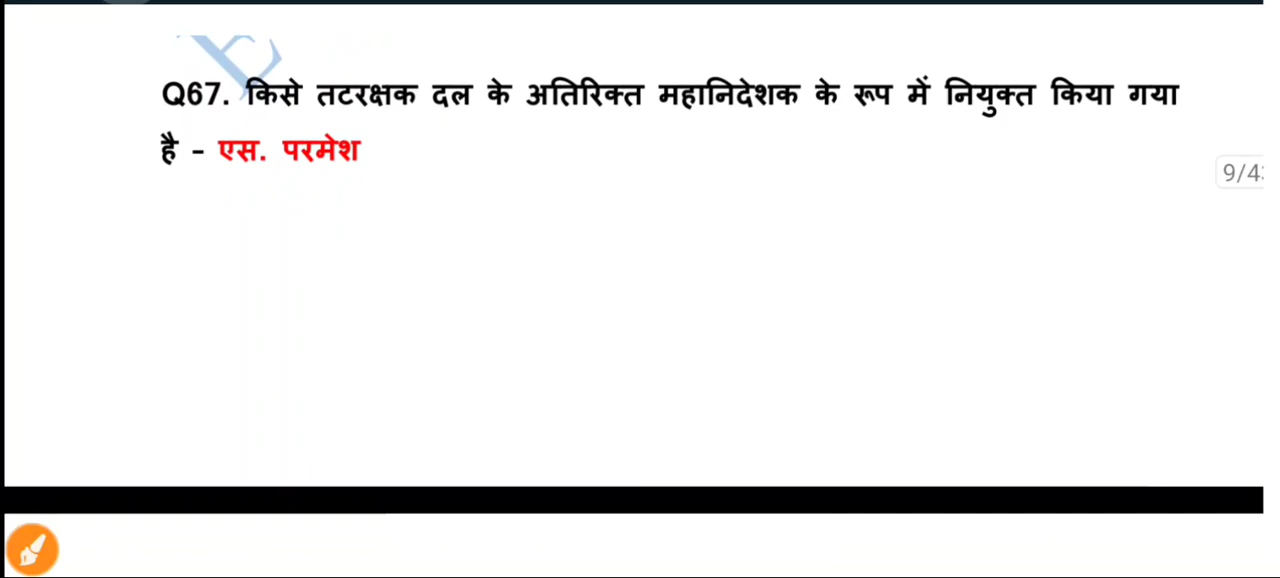 Q67. किसे तटरक्षक दल के अतिरिक्त महानिदेशक के रूप में नियुक्त किया गया
है - एस. परमेश
9/4